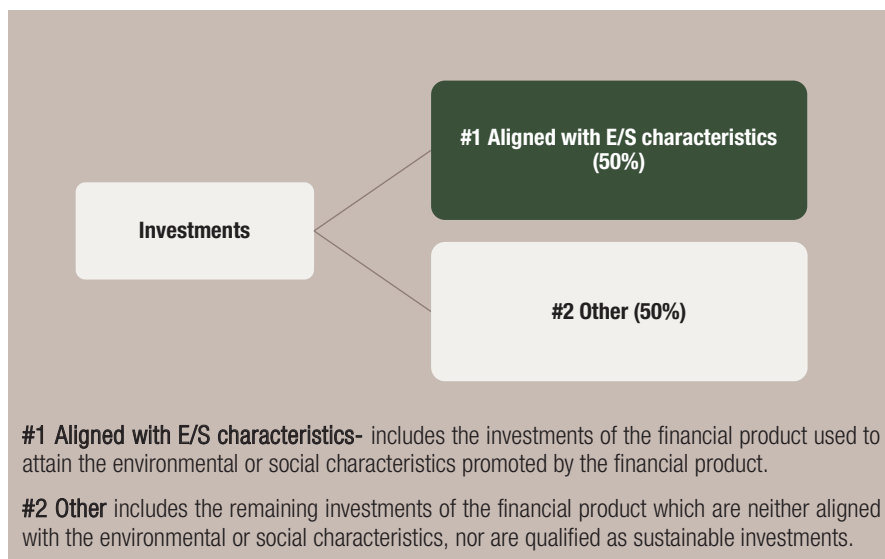 #1 Aligned with E/S characteristics
(50%)
Investments
#2 Other (50%)
#1 Aligned with E/S characteristics- includes the investments of the financial product used to
attain the environmental or social characteristics promoted by the financial product.
#2 Other includes the remaining investments of the financial product which are neither aligned
with the environmental or social characteristics, nor are qualified as sustainable investments.